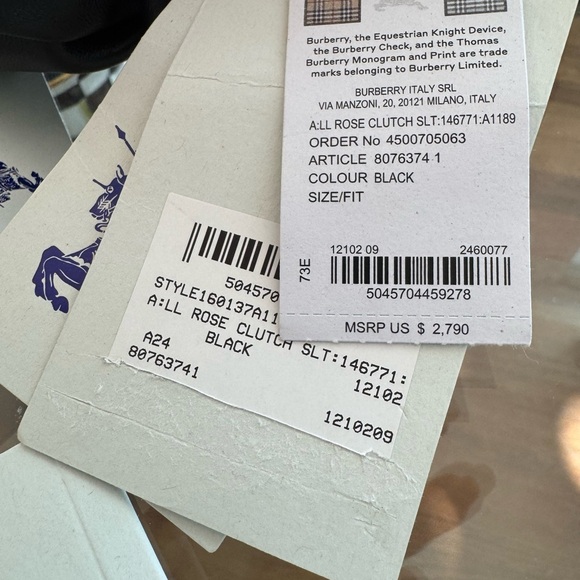 Burberry, the Equestrian Knight Device,
the Burberry Check, and the Thomas
Burberry Monogram and Print are trade
marks belonging to Burberry Limited.
BURBERRY ITALY SRL
VIA MANZONI, 20, 20121 MILANO, ITALY
A:LL ROSE CLUTCH SLT:146771:A1189
ORDER No 4500705063
ARTICLE 8076374 1
COLOUR BLACK
SIZE/FIT
73E
12102 09 2460077
5045704459278
MSRP US $ 2,790
504570
STYLE160137A11
A:LL ROSE CLUTCH SLT:146771:
A24 BLACK 12102
80763741
1210209